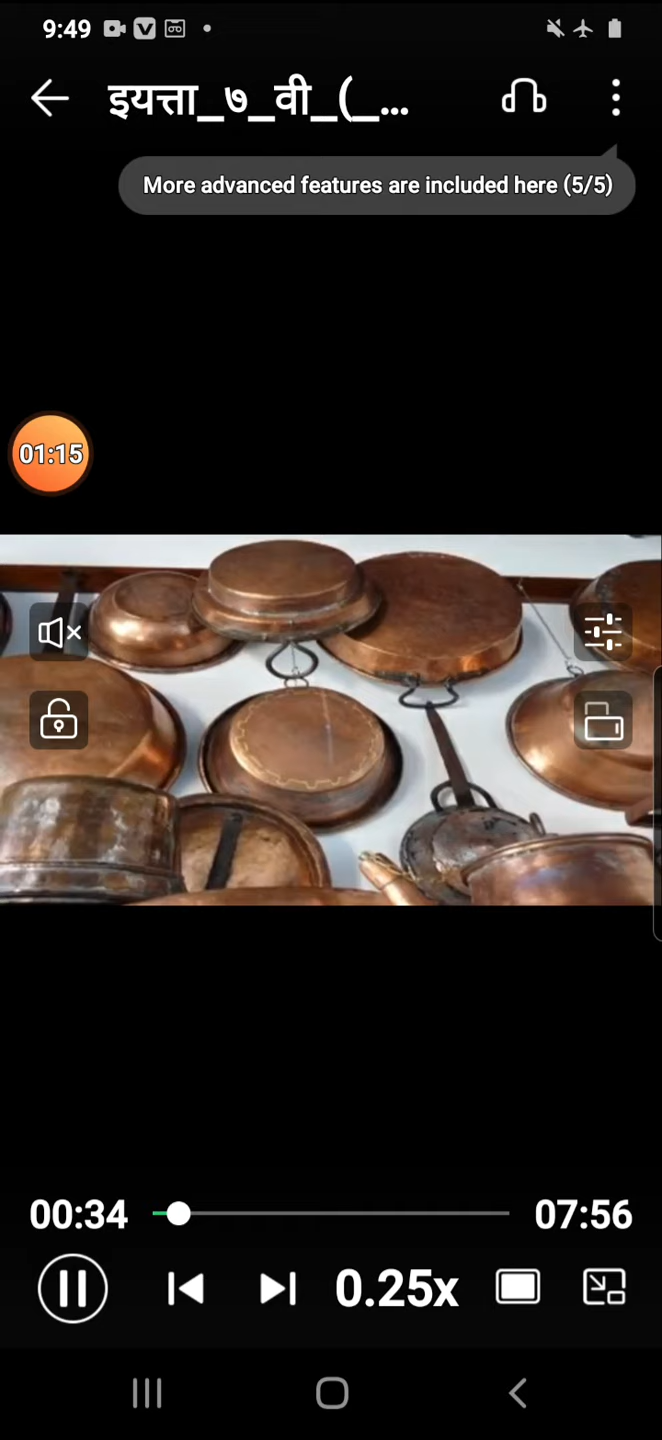 9:49
इयत्ता_७_वी_(_...
More advanced features are included here (5/5)
01:15
00:34
07:56
0.25x